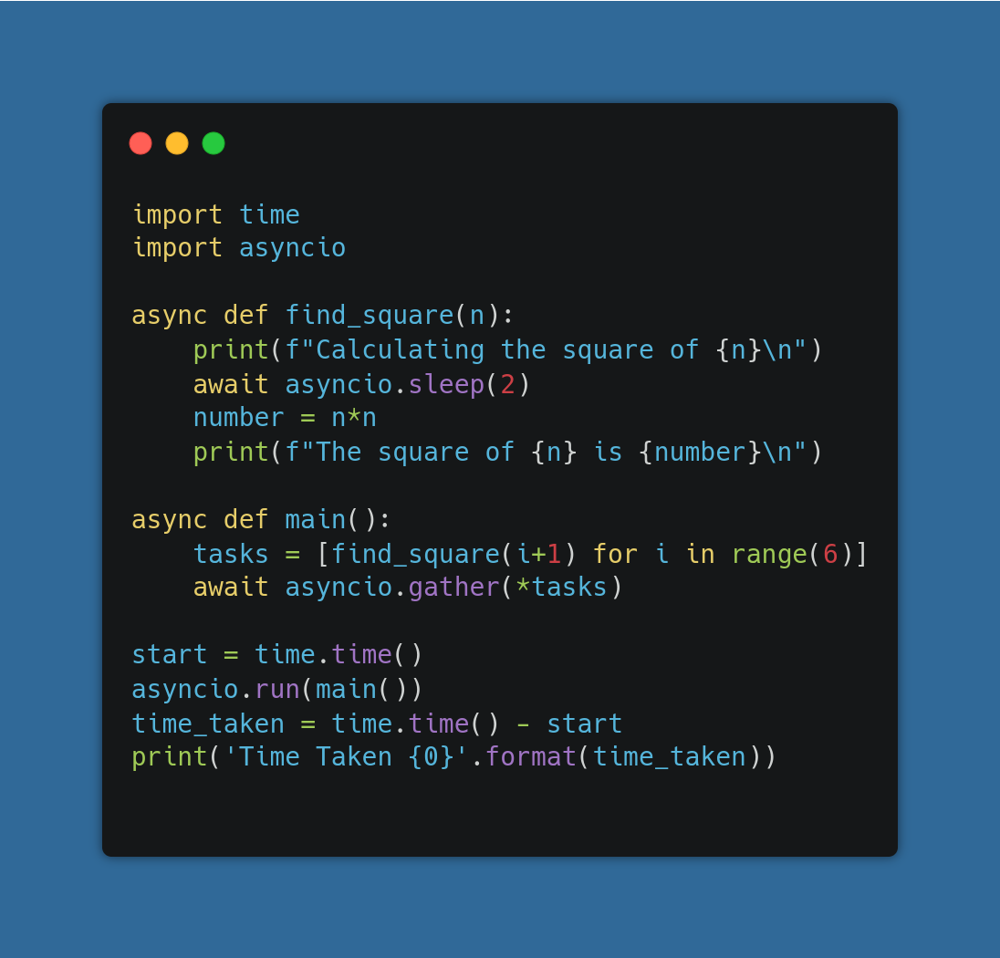 import time
import asyncio

async def find_square(n):
    print(f"Calculating the square of {n}\n")
    await asyncio.sleep(2)
    number = n*n
    print(f"The square of {n} is {number}\n")

async def main():
    tasks = [find_square(i+1) for i in range(6)]
    await asyncio.gather(*tasks)

start = time.time()
asyncio.run(main())
time_taken = time.time() - start
print('Time Taken {0}'.format(time_taken))